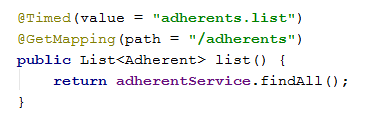 @Timed(value = "adherents.list")
@GetMapping(path = "/adherents")
public List<Adherent> list() {
    return adherentService.findAll();
}